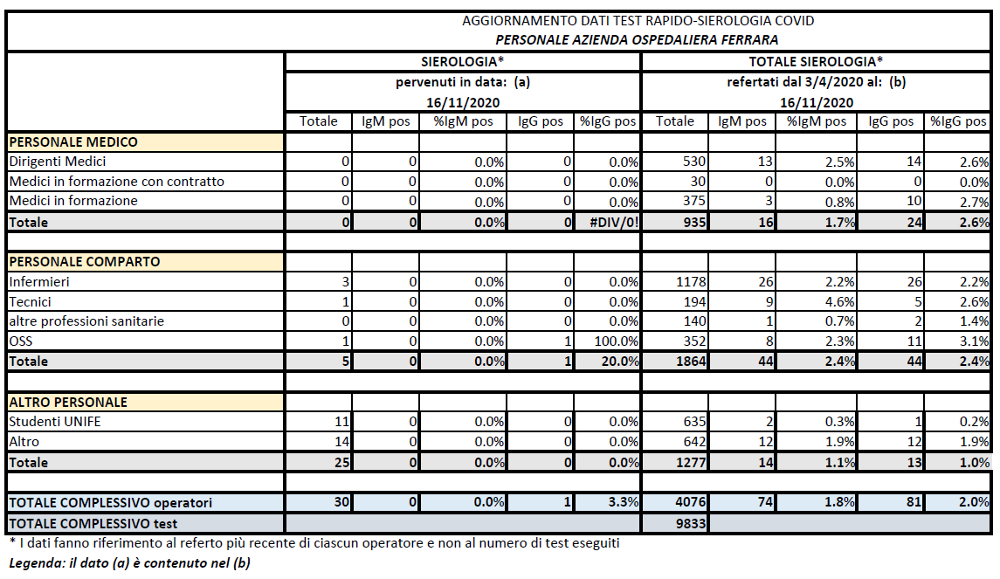 AGGIORNAMENTO DATI TEST RAPIDO-SIEROLOGIA COVID
PERSONALE AZIENDA OSPEDALIERA FERRARA
SIEROLOGIA* TOTALE SIEROLOGIA*
pervenuti in data: (a) refertati dal 3/4/2020 al: (b)
16/11/2020 16/11/2020
Totale IgM pos %IgM pos IgG pos %IgG pos Totale IgM pos %IgM pos IgG pos %IgG pos
PERSONALE MEDICO
Dirigenti Medici 0 0 0.0% 0 0.0% 530 13 2.5% 14 2.6%
Medici in formazione con contratto 0 0 0.0% 0 0.0% 30 0 0.0% 0 0.0%
Medici in formazione 0 0 0.0% 0 0.0% 375 3 0.8% 10 2.7%
Totale 0 0 0.0% 0 #DIV/0! 935 16 1.7% 24 2.6%
PERSONALE COMPARTO
Infermieri 3 0 0.0% 0 0.0% 1178 26 2.2% 26 2.2%
Tecnici 1 0 0.0% 0 0.0% 194 9 4.6% 5 2.6%
altre professioni sanitarie 0 0 0.0% 0 0.0% 140 1 0.7% 2 1.4%
OSS 1 0 0.0% 1 100.0% 352 8 2.3% 11 3.1%
Totale 5 0 0.0% 1 20.0% 1864 44 2.4% 44 2.4%
ALTRO PERSONALE
Studenti UNIFE 11 0 0.0% 0 0.0% 635 2 0.3% 1 0.2%
Altro 14 0 0.0% 0 0.0% 642 12 1.9% 12 1.9%
Totale 25 0 0.0% 0 0.0% 1277 14 1.1% 13 1.0%
TOTALE COMPLESSIVO operatori 30 0 0.0% 1 3.3% 4076 74 1.8% 81 2.0%
TOTALE COMPLESSIVO test 9833
* I dati fanno riferimento al referto più recente di ciascun operatore e non al numero di test eseguiti
Legenda: il dato (a) è contenuto nel (b)